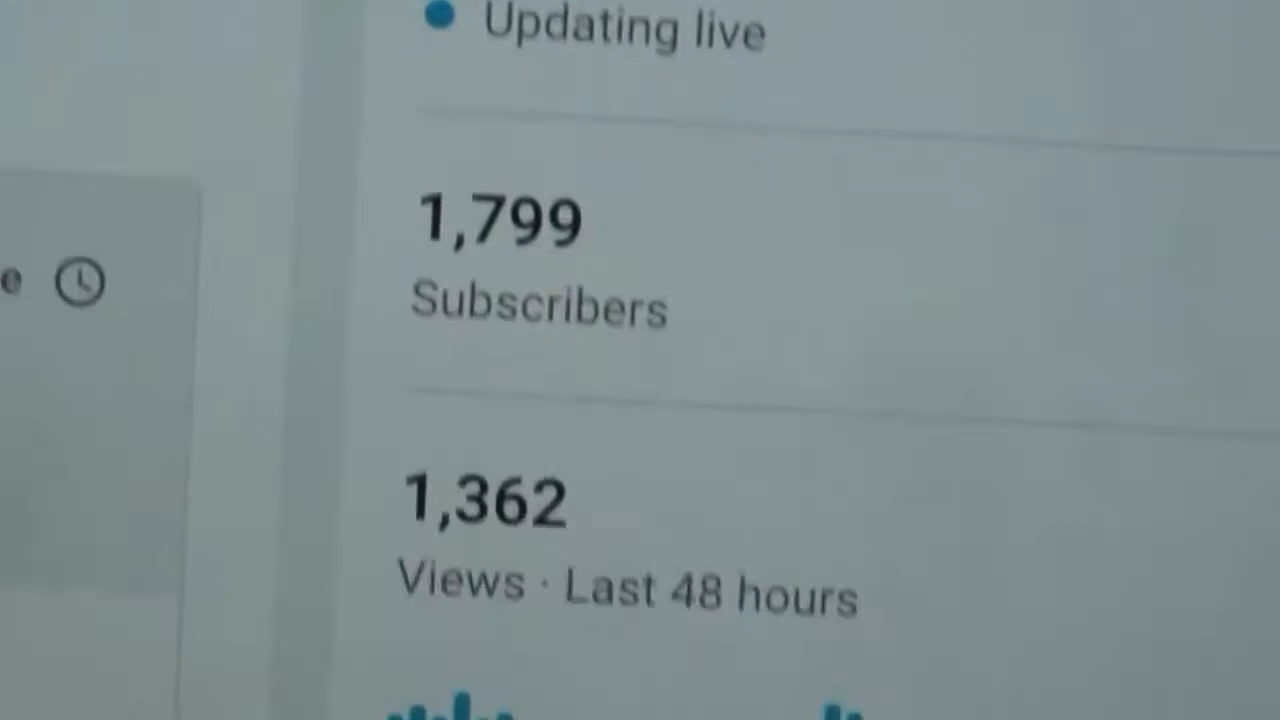 Updating live
1,799
Subscribers
e
1,362
Views · Last 48 hours